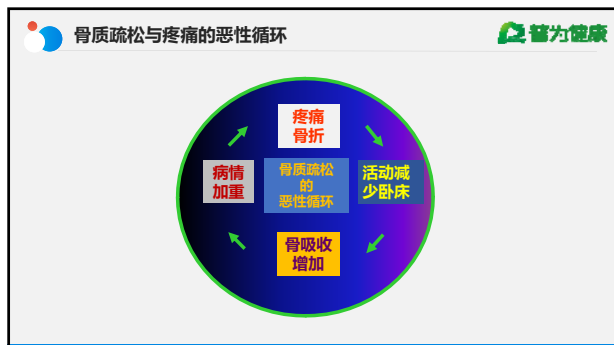 骨质疏松与疼痛的恶性循环
普为健康
疼痛
骨折
病情
加重
骨质疏松
的
恶性循环
活动减
少卧床
骨吸收
增加